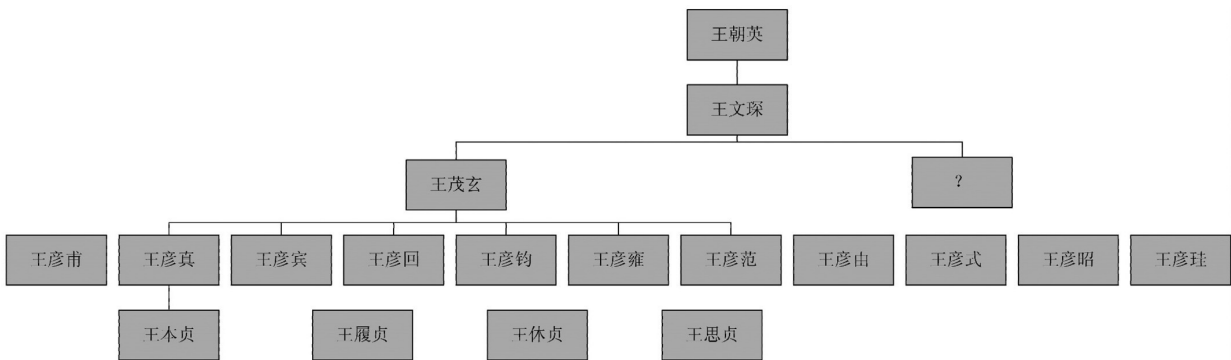 王朝英
王文琛
王茂玄
？
王彦甫 王彦真 王彦宾 王彦回 王彦钧 王彦雍 王彦范 王彦由 王彦式 王彦昭 王彦珪
王本贞 王履贞 王休贞 王思贞